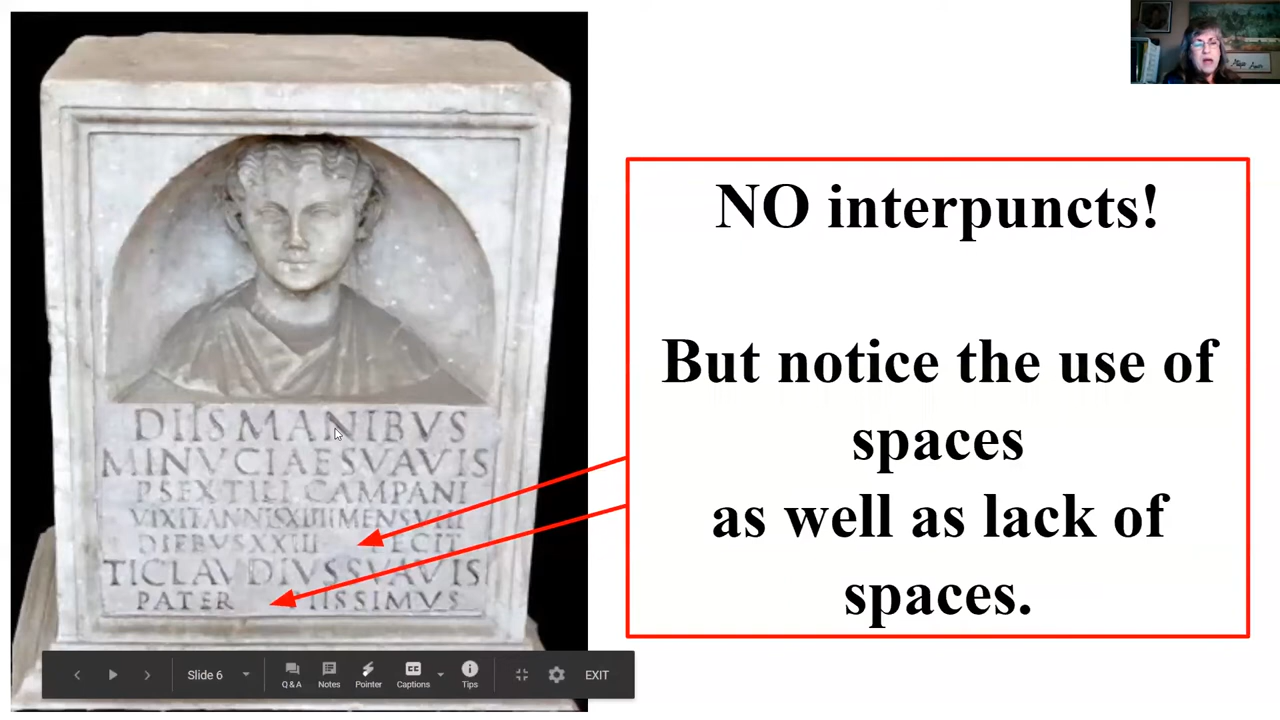 DIIS MANIBVS
MINVCIAE SVAVIS
P SEXTILI CAMPANI
VIXIT ANNIS XIIII MENS VIII
DIEBVS XXIII FECIT
TI CLAVDIVS SVAVIS
PATER PIISSIMVS
NO interpuncts!
But notice the use of
spaces
as well as lack of
spaces.
Slide 6
Q & A
Notes
Pointer
CC
Captions
Tips
EXIT